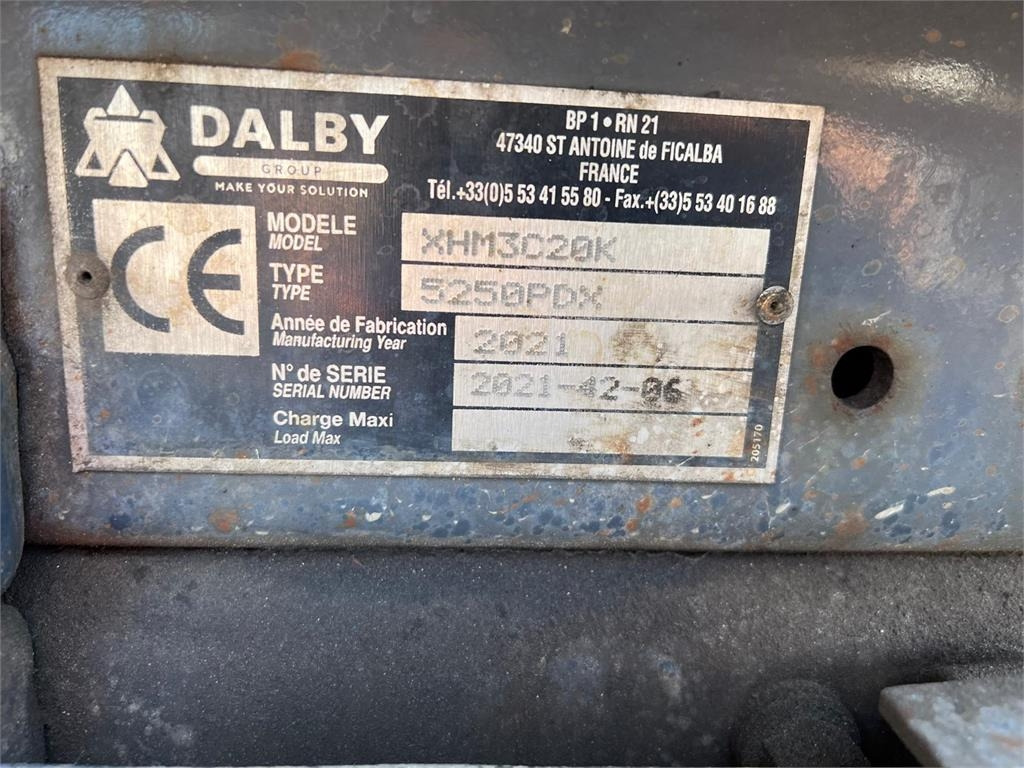 DALBY
GROUP
MAKE YOUR SOLUTION
BP 1 • RN 21
47340 ST ANTOINE de FICALBA
FRANCE
Tél.+33(0)5 53 41 55 80 - Fax.+(33)5 53 40 16 88
CE
MODELE XHM3C20K
MODEL
TYPE 5250PDX
TYPE
Année de Fabrication 2021
Manufacturing Year
N° de SERIE 2021-42-06
SERIAL NUMBER
Charge Maxi
Load Max
205170